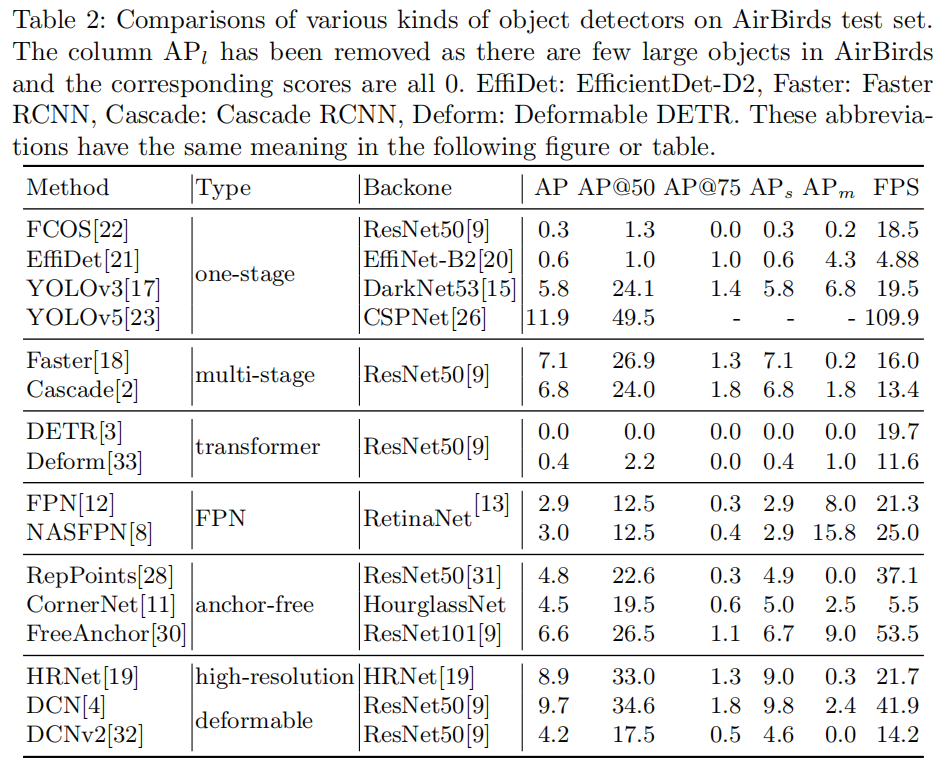 Table 2: Comparisons of various kinds of object detectors on AirBirds test set.
The column APl has been removed as there are few large objects in AirBirds
and the corresponding scores are all 0. EffiDet: EfficientDet-D2, Faster: Faster
RCNN, Cascade: Cascade RCNN, Deform: Deformable DETR. These abbrevia-
tions have the same meaning in the following figure or table.
Method Type Backone AP AP@50 AP@75 APs APm FPS
FCOS[22] ResNet50[9] 0.3 1.3 0.0 0.3 0.2 18.5
EffiDet[21] one-stage EffiNet-B2[20] 0.6 1.0 1.0 0.6 4.3 4.88
YOLOv3[17] DarkNet53[15] 5.8 24.1 1.4 5.8 6.8 19.5
YOLOv5[23] CSPNet[26] 11.9 49.5 - - - 109.9
Faster[18] multi-stage ResNet50[9] 7.1 26.9 1.3 7.1 0.2 16.0
Cascade[2] 6.8 24.0 1.8 6.8 1.8 13.4
DETR[3] transformer ResNet50[9] 0.0 0.0 0.0 0.0 0.0 19.7
Deform[33] 0.4 2.2 0.0 0.4 1.0 11.6
FPN[12] FPN RetinaNet[13] 2.9 12.5 0.3 2.9 8.0 21.3
NASFPN[8] 3.0 12.5 0.4 2.9 15.8 25.0
RepPoints[28] ResNet50[31] 4.8 22.6 0.3 4.9 0.0 37.1
CornerNet[11] anchor-free HourglassNet 4.5 19.5 0.6 5.0 2.5 5.5
FreeAnchor[30] ResNet101[9] 6.6 26.5 1.1 6.7 9.0 53.5
HRNet[19] high-resolution HRNet[19] 8.9 33.0 1.3 9.0 0.3 21.7
DCN[4] deformable ResNet50[9] 9.7 34.6 1.8 9.8 2.4 41.9
DCNv2[32] ResNet50[9] 4.2 17.5 0.5 4.6 0.0 14.2